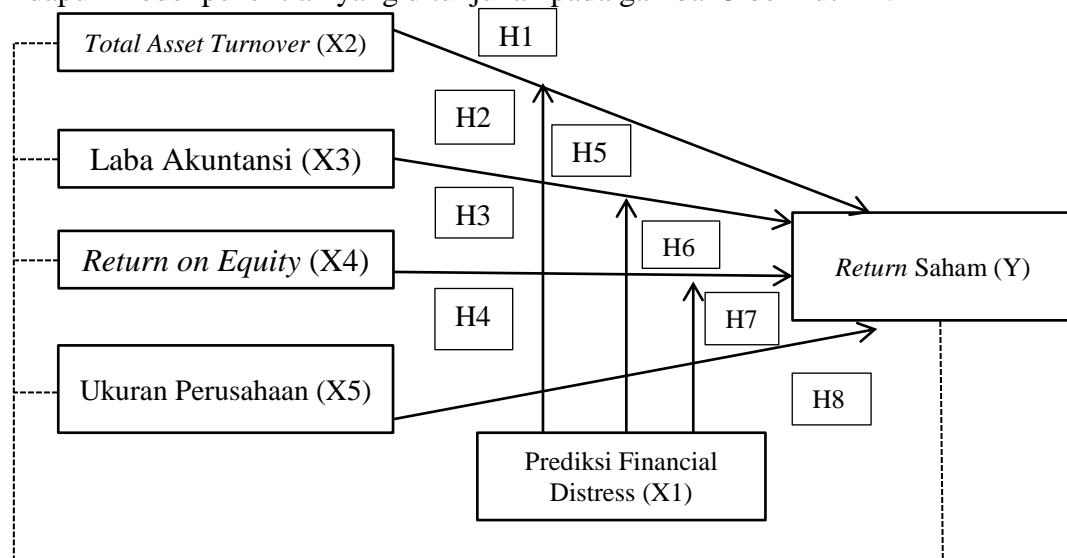 Total Asset Turnover (X2)
H1
H2
H5
Laba Akuntansi (X3)
H3
H6
Return on Equity (X4)
Return Saham (Y)
H4
H7
Ukuran Perusahaan (X5)
H8
Prediksi Financial
Distress (X1)